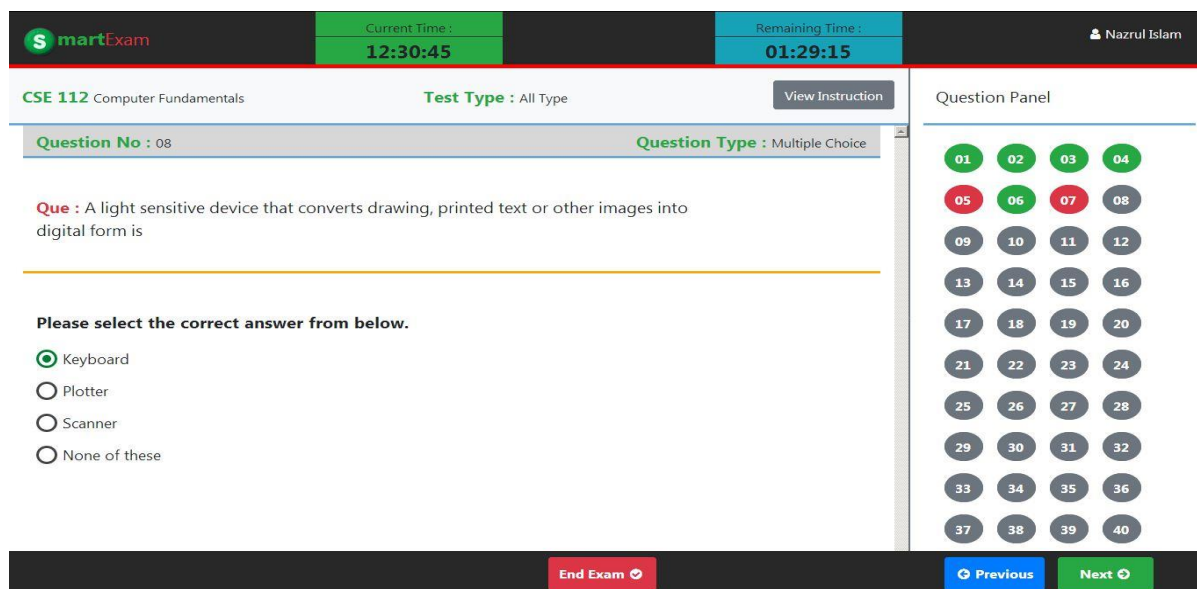 SmartExam
Current Time :
12:30:45
Remaining Time :
01:29:15
Nazrul Islam
CSE 112 Computer Fundamentals
Test Type : All Type
View Instruction
Question Panel
Question No : 08
Question Type : Multiple Choice
Que : A light sensitive device that converts drawing, printed text or other images into
digital form is
Please select the correct answer from below.
Keyboard
Plotter
Scanner
None of these
01 02 03 04
05 06 07 08
09 10 11 12
13 14 15 16
17 18 19 20
21 22 23 24
25 26 27 28
29 30 31 32
33 34 35 36
37 38 39 40
End Exam
Previous
Next